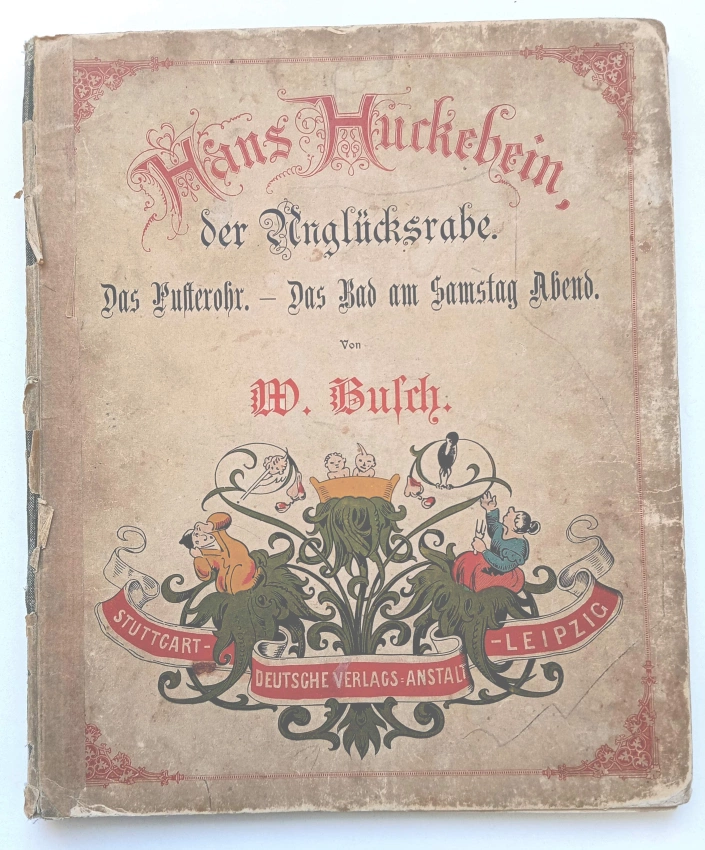 Hans Huckebein,
der Unglücksrabe.
Das Pusterohr. – Das Bad am Samstag Abend.
Von
W. Busch.
STUTTGART-
-LEIPZIG
DEUTSCHE VERLAGS=ANSTALT